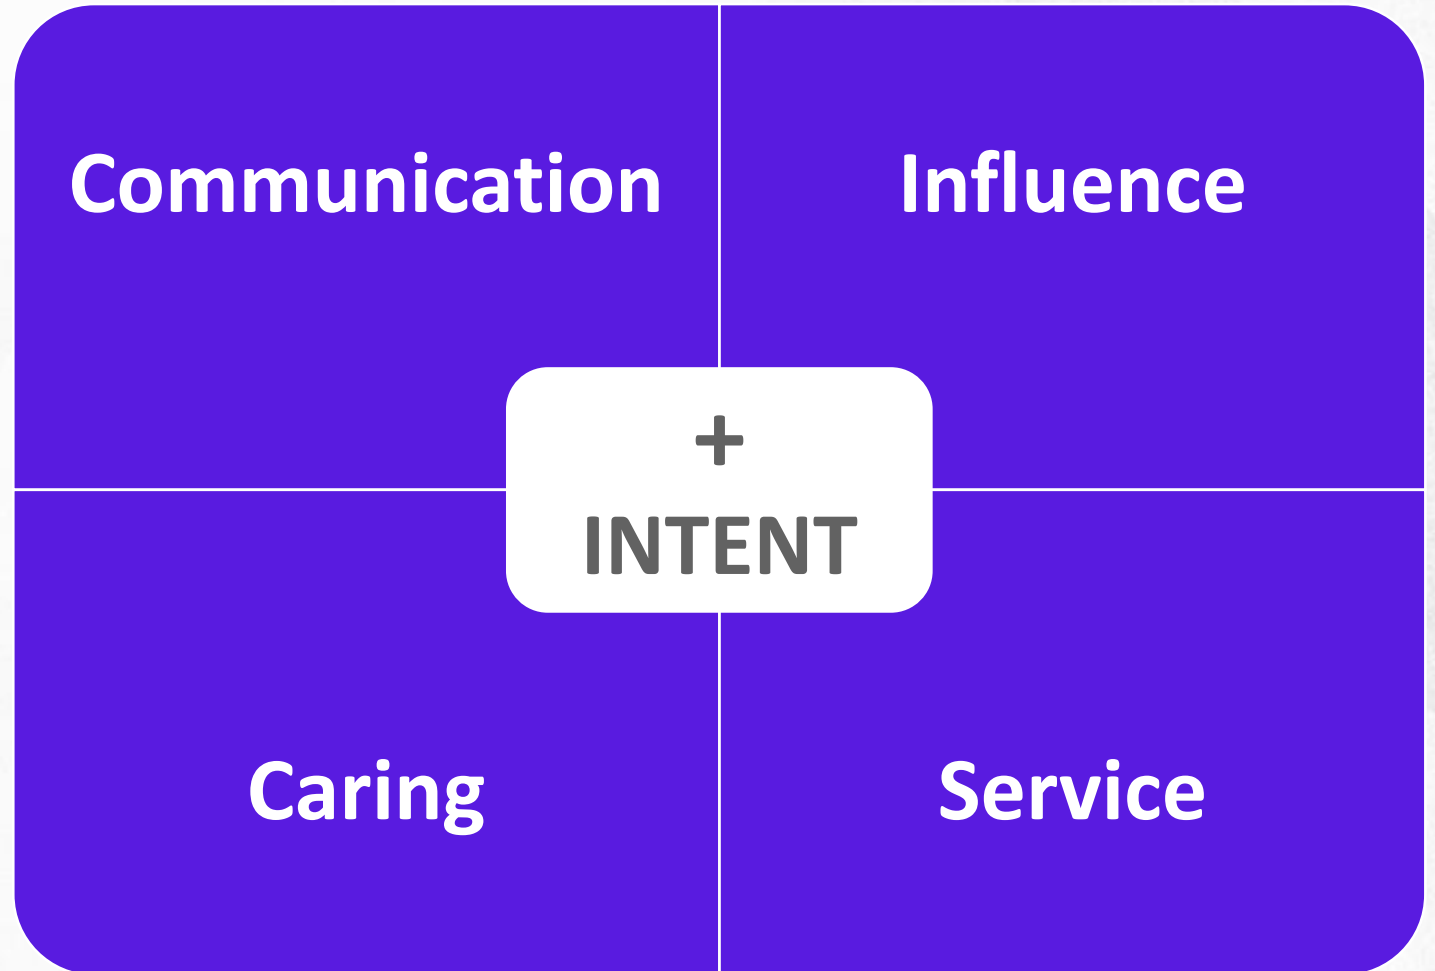 Communication
Influence
+
INTENT
Caring
Service